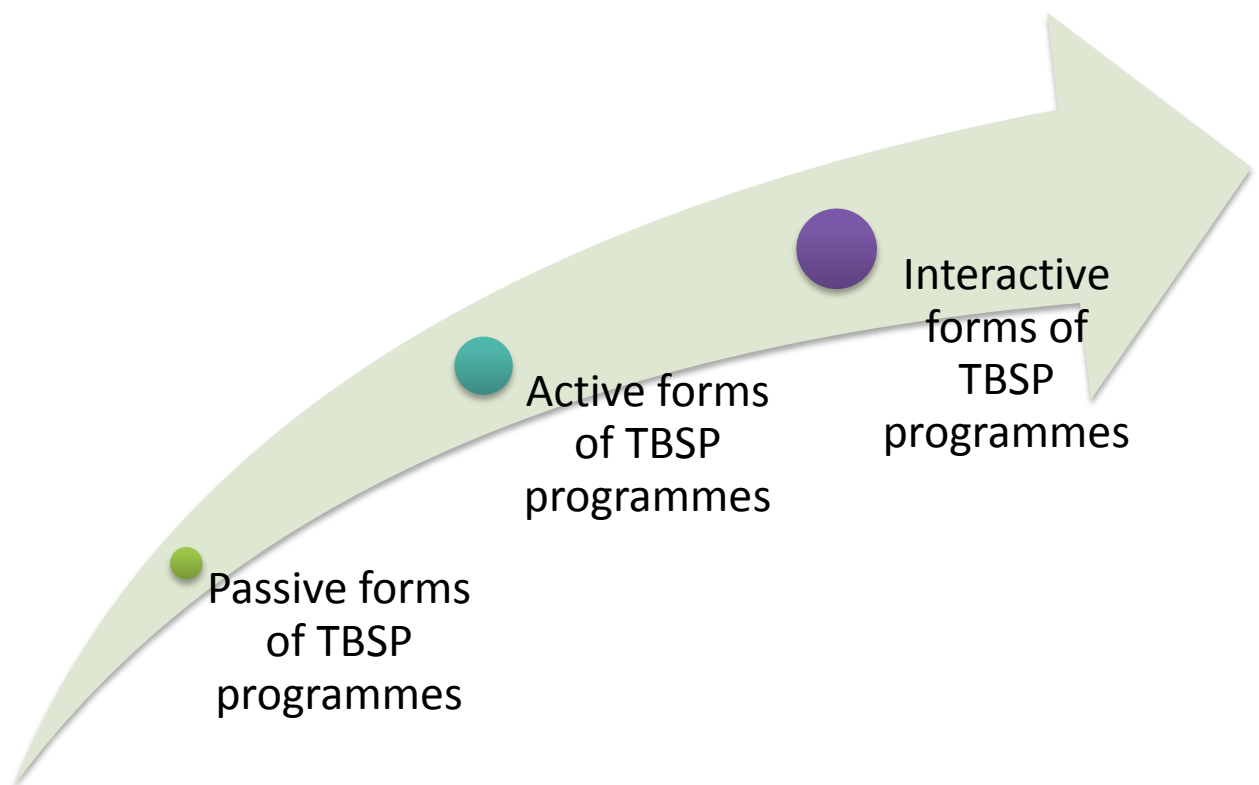 Passive forms
of TBSP
programmes
Active forms
of TBSP
programmes
Interactive
forms of
TBSP
programmes